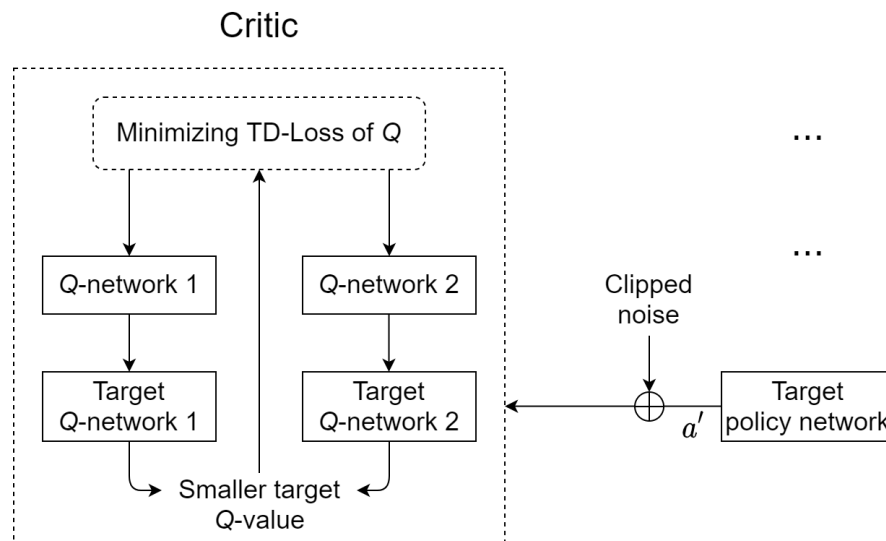 Critic
Minimizing TD-Loss of Q
...
...
Q-network 1
Q-network 2
Clipped
noise
Target
Q-network 1
Target
Q-network 2
a′
Target
policy network
Smaller target
Q-value